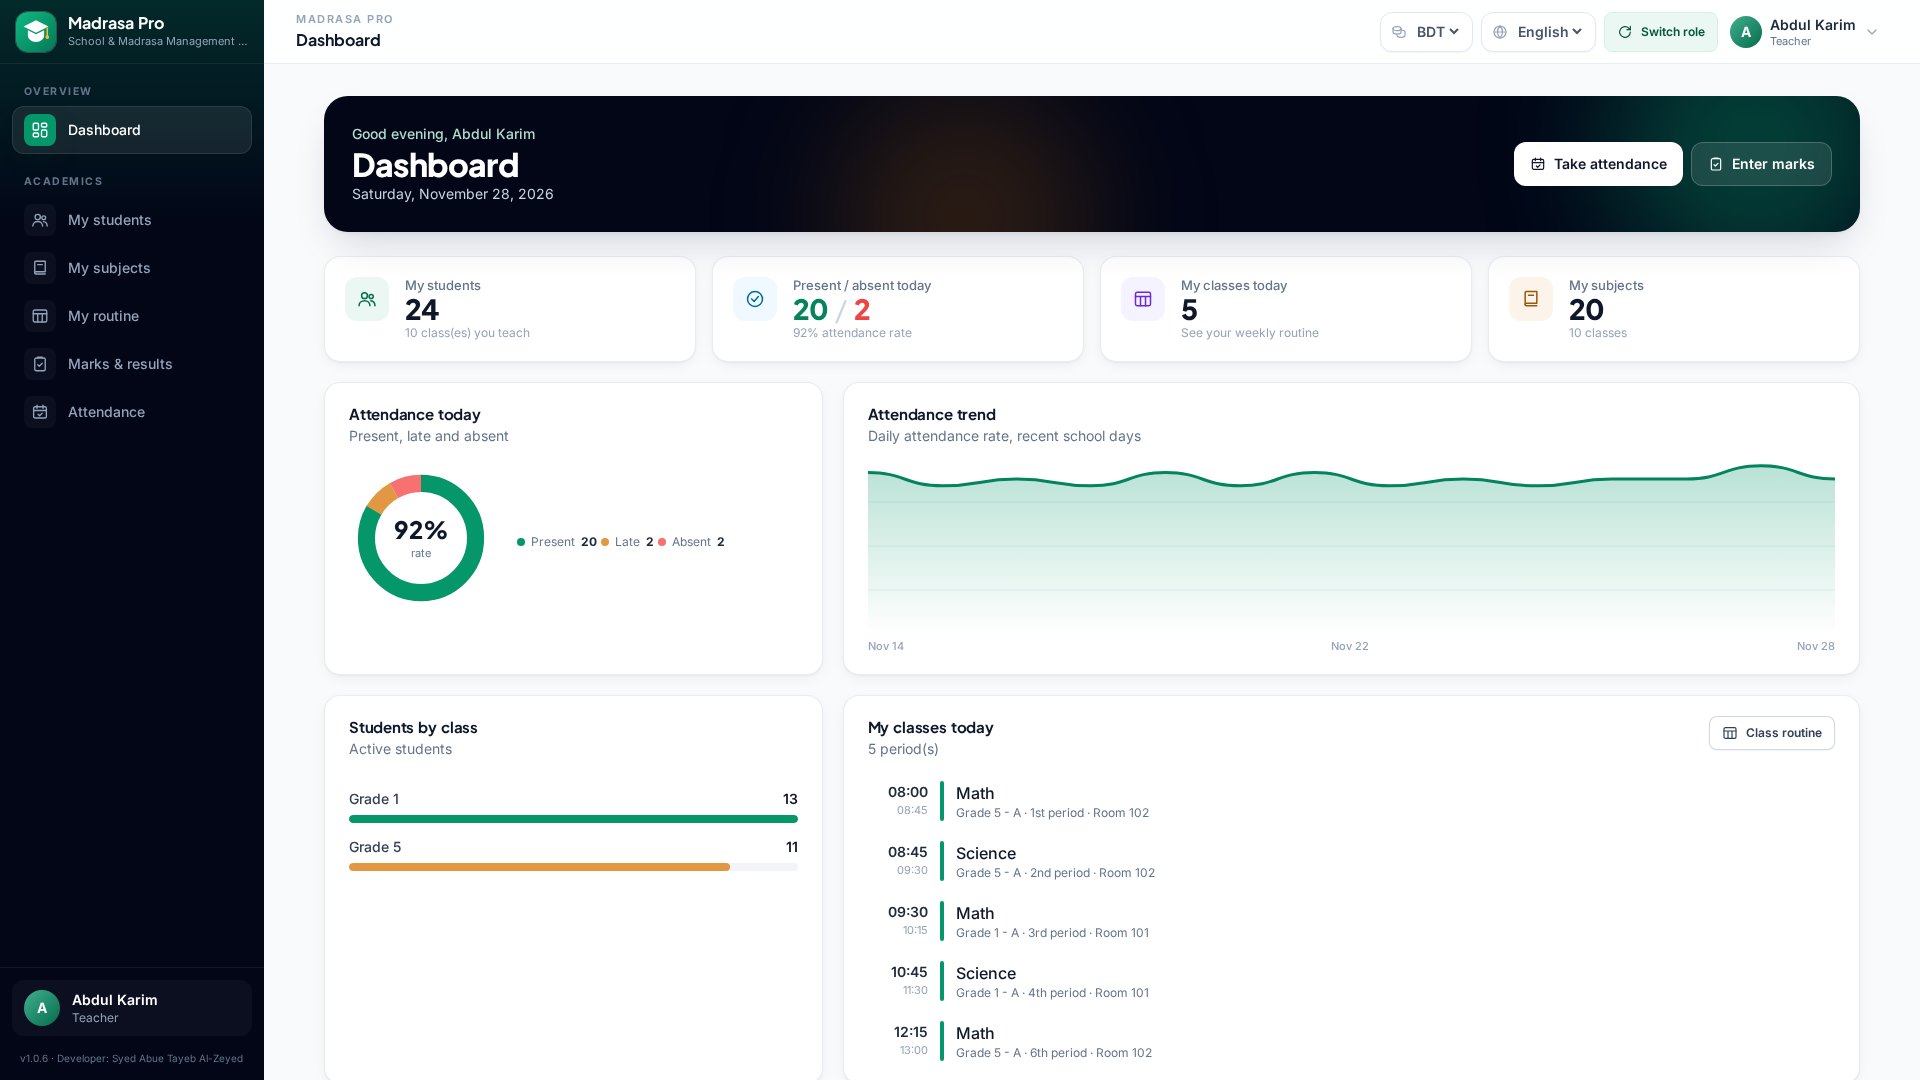 Madrasa Pro
School & Madrasa Management ...
OVERVIEW
Dashboard
ACADEMICS
My students
My subjects
My routine
Marks & results
Attendance
A
Abdul Karim
Teacher
v1.0.6 · Developer: Syed Abue Tayeb Al-Zeyed
MADRASA PRO
Dashboard
BDT
English
Switch role
A
Abdul Karim
Teacher
Good evening, Abdul Karim
Dashboard
Saturday, November 28, 2026
Take attendance
Enter marks
My students
24
10 class(es) you teach
Present / absent today
20 / 2
92% attendance rate
My classes today
5
See your weekly routine
My subjects
20
10 classes
Attendance today
Present, late and absent
92%
rate
Present 20 Late 2 Absent 2
Attendance trend
Daily attendance rate, recent school days
Nov 14 Nov 22 Nov 28
Students by class
Active students
Grade 1 13
Grade 5 11
My classes today
5 period(s)
Class routine
08:00 Math
08:45 Grade 5 - A · 1st period · Room 102
08:45 Science
09:30 Grade 5 - A · 2nd period · Room 102
09:30 Math
10:15 Grade 1 - A · 3rd period · Room 101
10:45 Science
11:30 Grade 1 - A · 4th period · Room 101
12:15 Math
13:00 Grade 5 - A · 6th period · Room 102